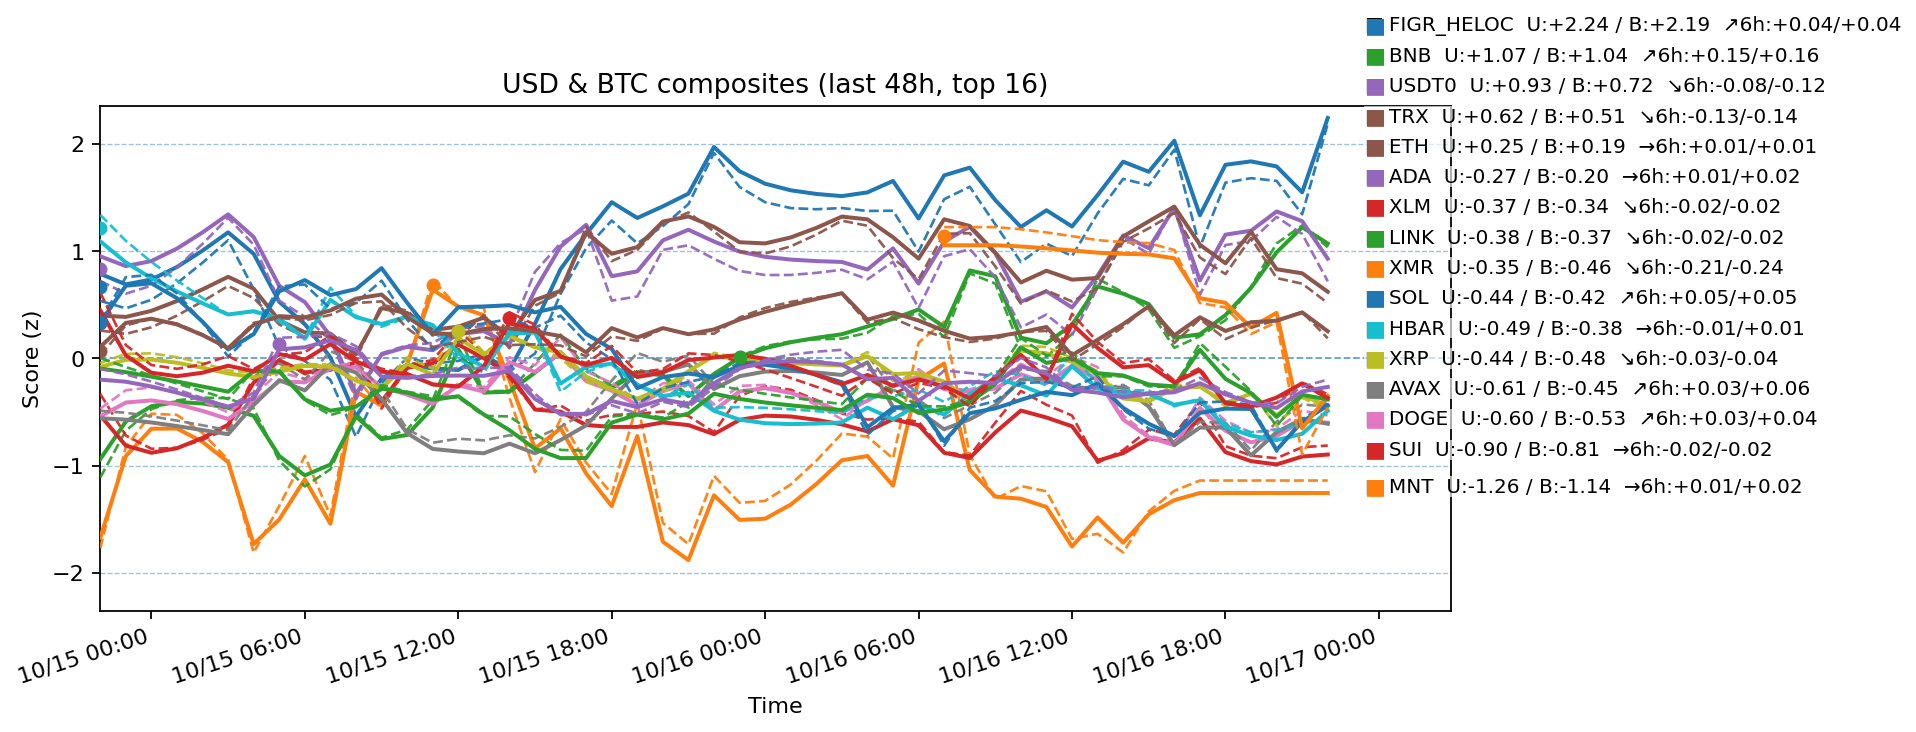 FIGR_HELOC U:+2.24 / B:+2.19 ↗6h:+0.04/+0.04
BNB U:+1.07 / B:+1.04 ↗6h:+0.15/+0.16
USDT0 U:+0.93 / B:+0.72 ↘6h:-0.08/-0.12
TRX U:+0.62 / B:+0.51 ↘6h:-0.13/-0.14
ETH U:+0.25 / B:+0.19 →6h:+0.01/+0.01
ADA U:-0.27 / B:-0.20 →6h:+0.01/+0.02
XLM U:-0.37 / B:-0.34 ↘6h:-0.02/-0.02
LINK U:-0.38 / B:-0.37 ↘6h:-0.02/-0.02
XMR U:-0.35 / B:-0.46 ↘6h:-0.21/-0.24
SOL U:-0.44 / B:-0.42 ↗6h:+0.05/+0.05
HBAR U:-0.49 / B:-0.38 →6h:-0.01/+0.01
XRP U:-0.44 / B:-0.48 ↘6h:-0.03/-0.04
AVAX U:-0.61 / B:-0.45 ↗6h:+0.03/+0.06
DOGE U:-0.60 / B:-0.53 ↗6h:+0.03/+0.04
SUI U:-0.90 / B:-0.81 →6h:-0.02/-0.02
MNT U:-1.26 / B:-1.14 →6h:+0.01/+0.02
USD & BTC composites (last 48h, top 16)
Score (z)
2
1
0
−1
−2
10/15 00:00
10/15 06:00
10/15 12:00
10/15 18:00
10/16 00:00
10/16 06:00
10/16 12:00
10/16 18:00
10/17 00:00
Time